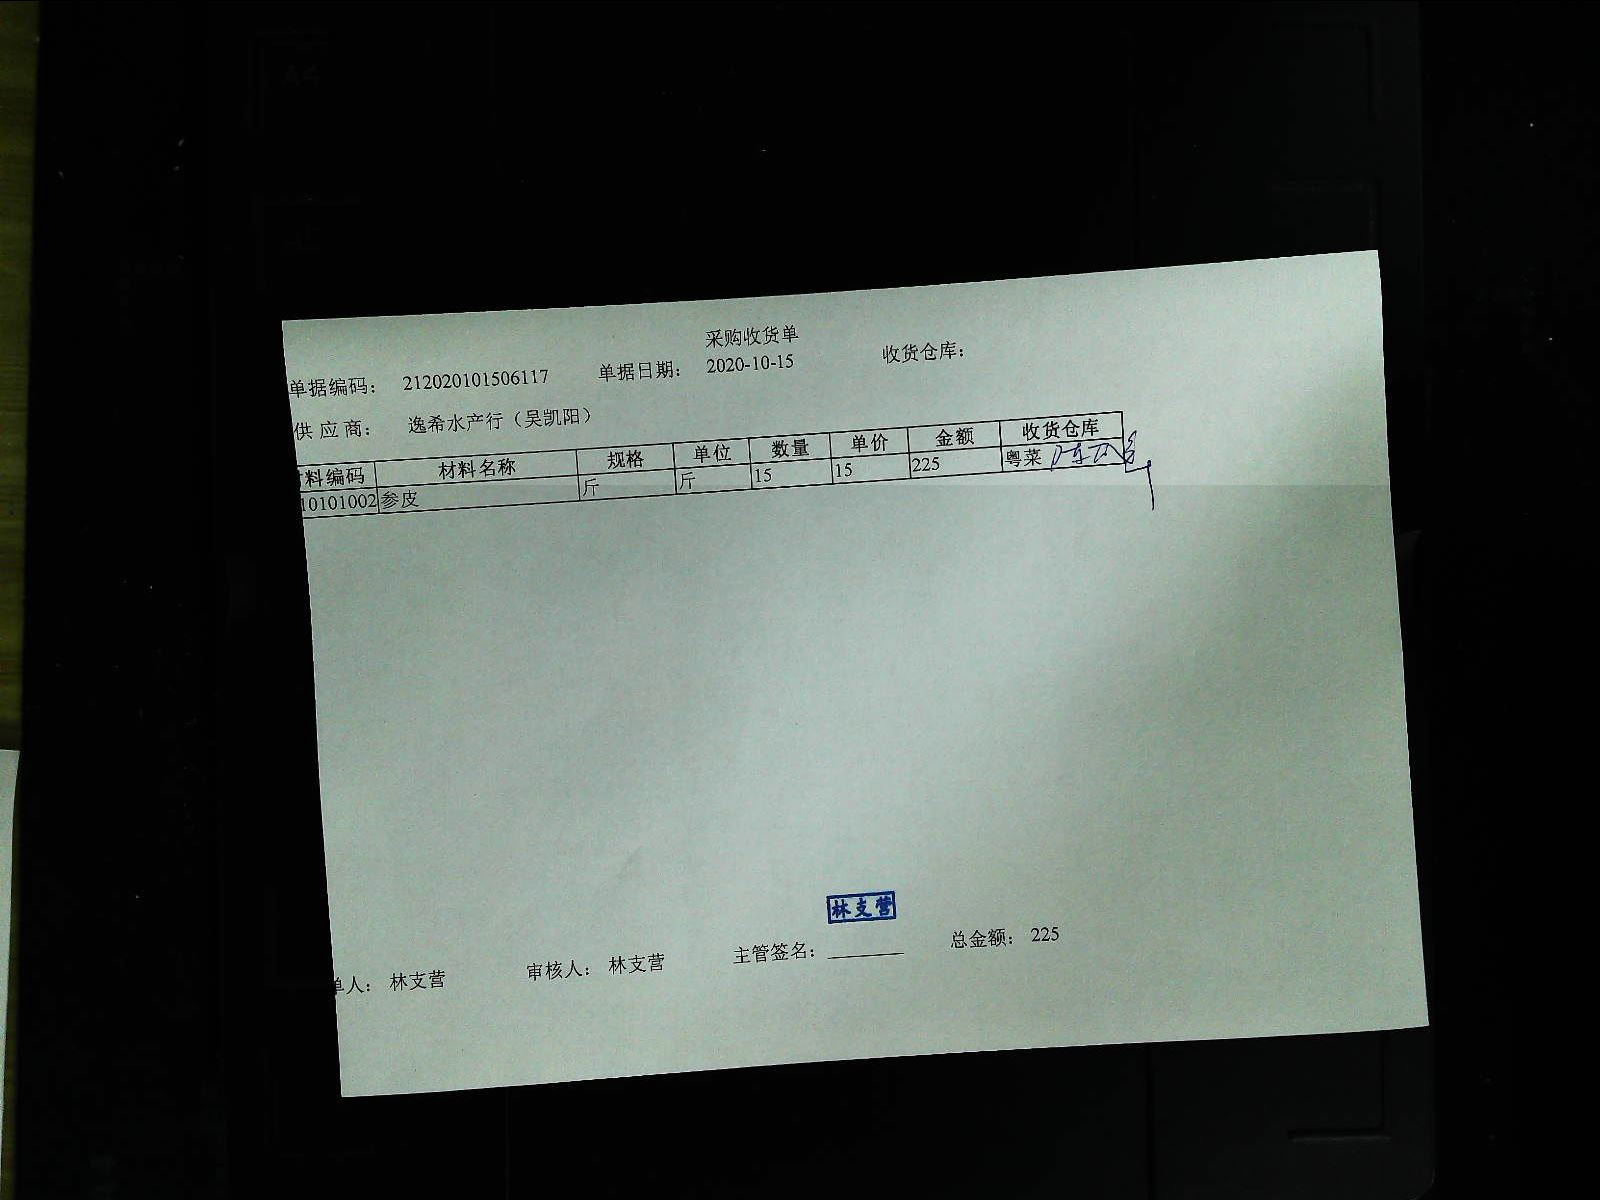 采购收货单
单据编码： 212020101506117 单据日期： 2020-10-15 收货仓库：
供 应 商： 逸希水产行（吴凯阳）
料编码 材料名称 规格 单位 数量 单价 金额 收货仓库
10101002 参皮 斤 斤 15 15 225 粤菜
林支营
单人： 林支营 审核人： 林支营 主管签名： 总金额： 225